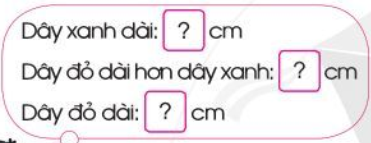 Dây xanh dài: ? cm
Dây đỏ dài hơn dây xanh: ? cm
Dây đỏ dài: ? cm